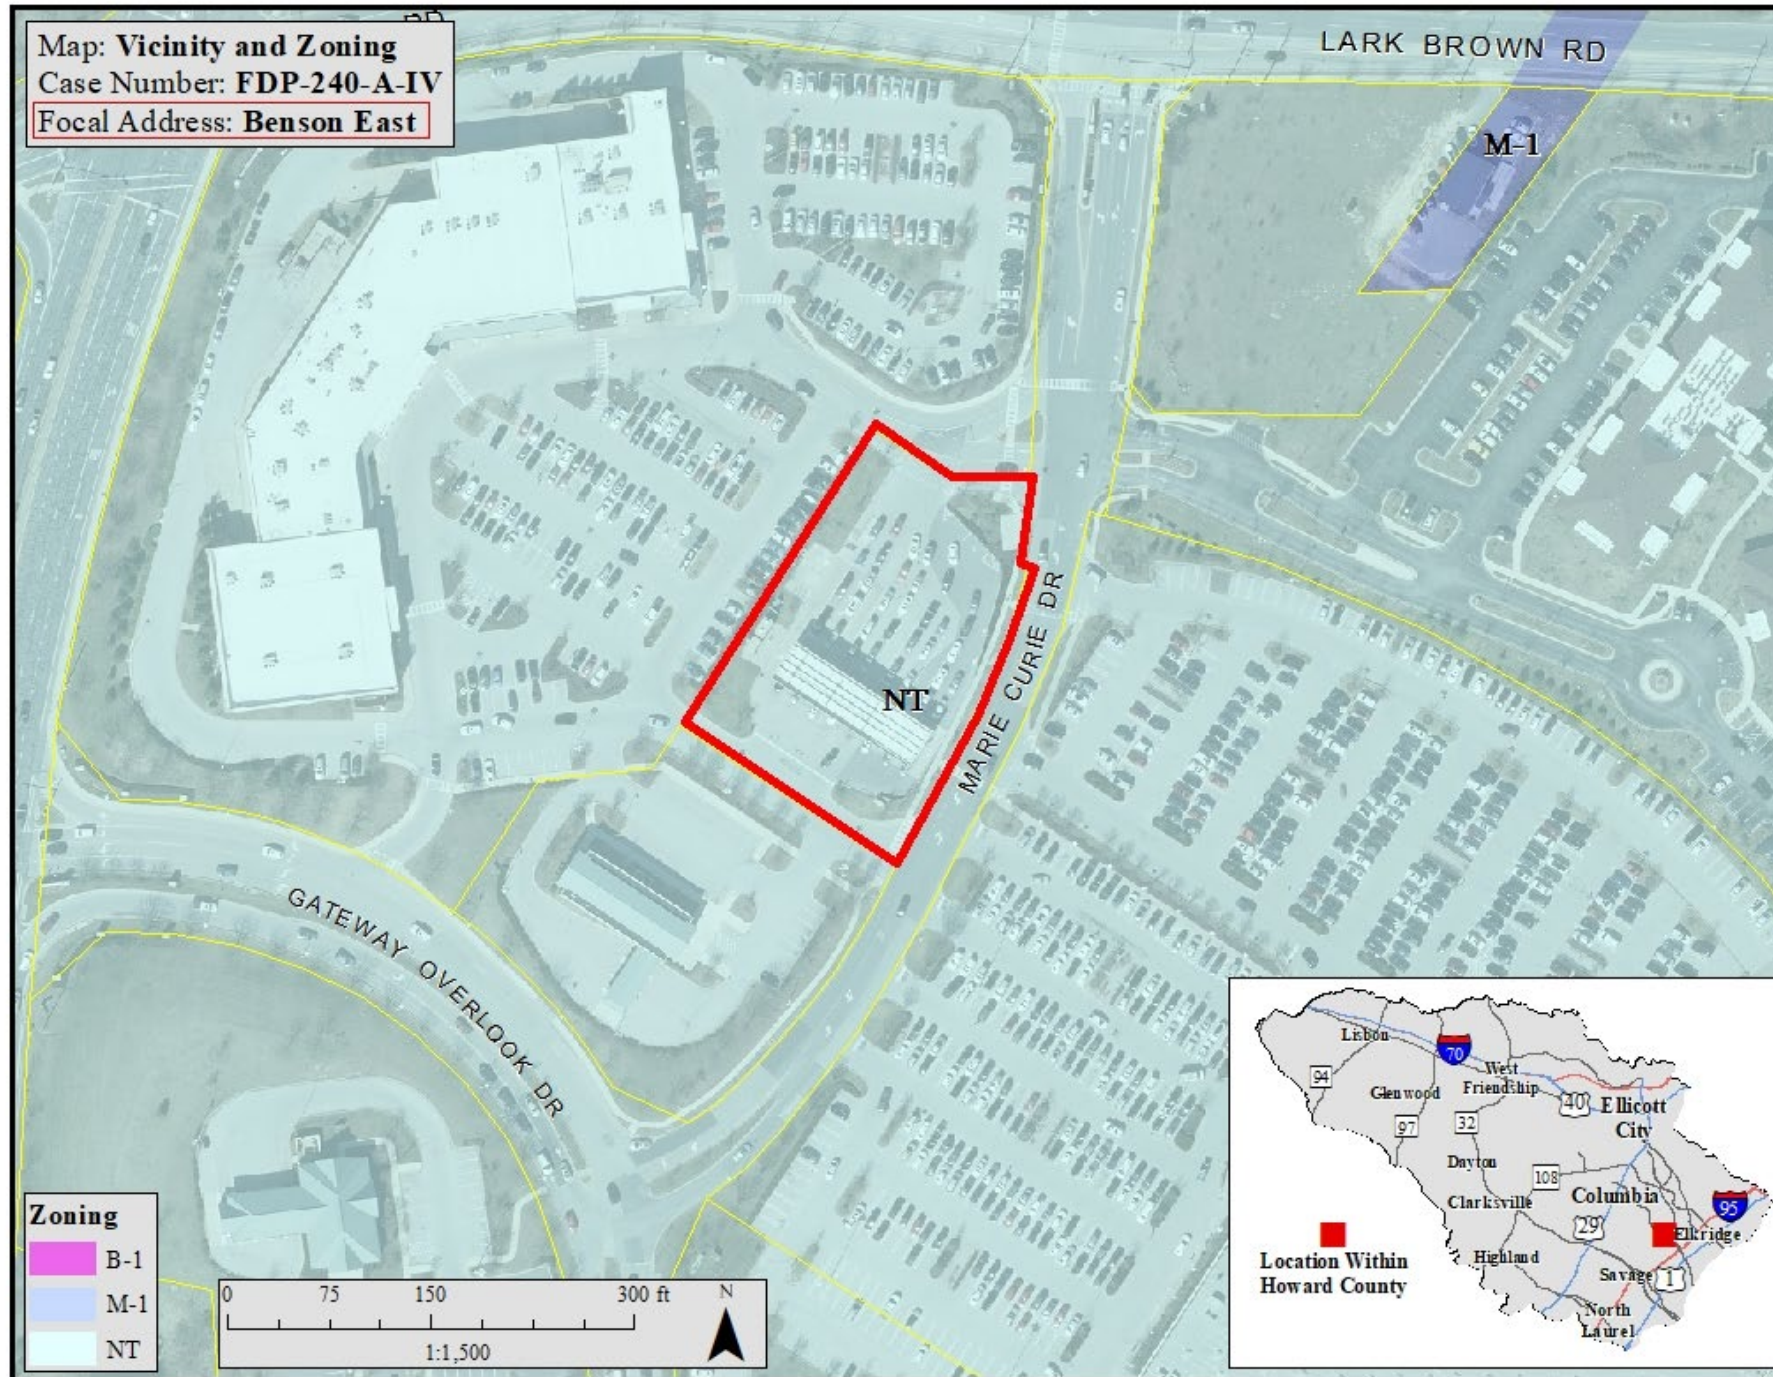 RD
Map: Vicinity and Zoning
Case Number: FDP-240-A-IV
Focal Address: Benson East
LARK BROWN RD
M-1
NT
MARIE CURIE DR
GATEWAY OVERLOOK DR
Zoning
B-1
M-1
NT
0 75 150 300 ft
1:1,500
N
Lisbon
70
94
West
Friendship
Glenwood
40
Ellicott
City
97
32
Dayton
108
Clarksville
Columbia
95
29
Elkridge
Highland
Savage
1
North
Laurel
Location Within
Howard County